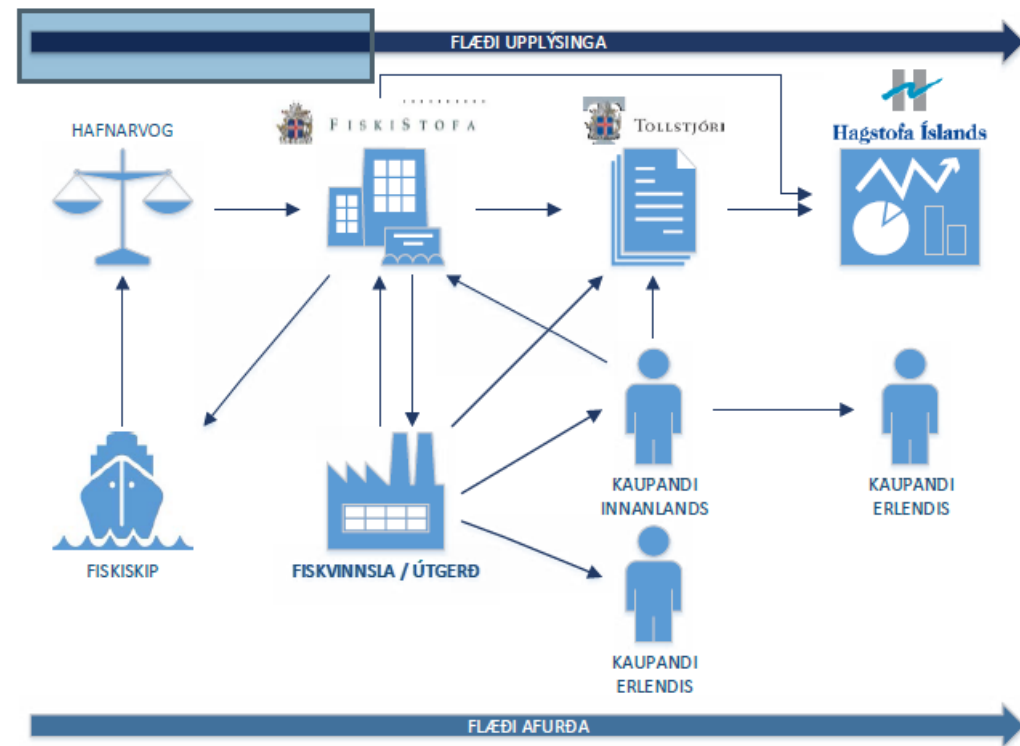 FLÆÐI UPPLÝSINGA
HAFNARVOG
FISKISTOFA
TOLLSTJÓRI
Hagstofa Íslands
KAUPANDI
INNANLANDS
KAUPANDI
ERLENDIS
FISKISKIP
FISKVINNSLA / ÚTGERÐ
KAUPANDI
ERLENDIS
FLÆÐI AFURÐA